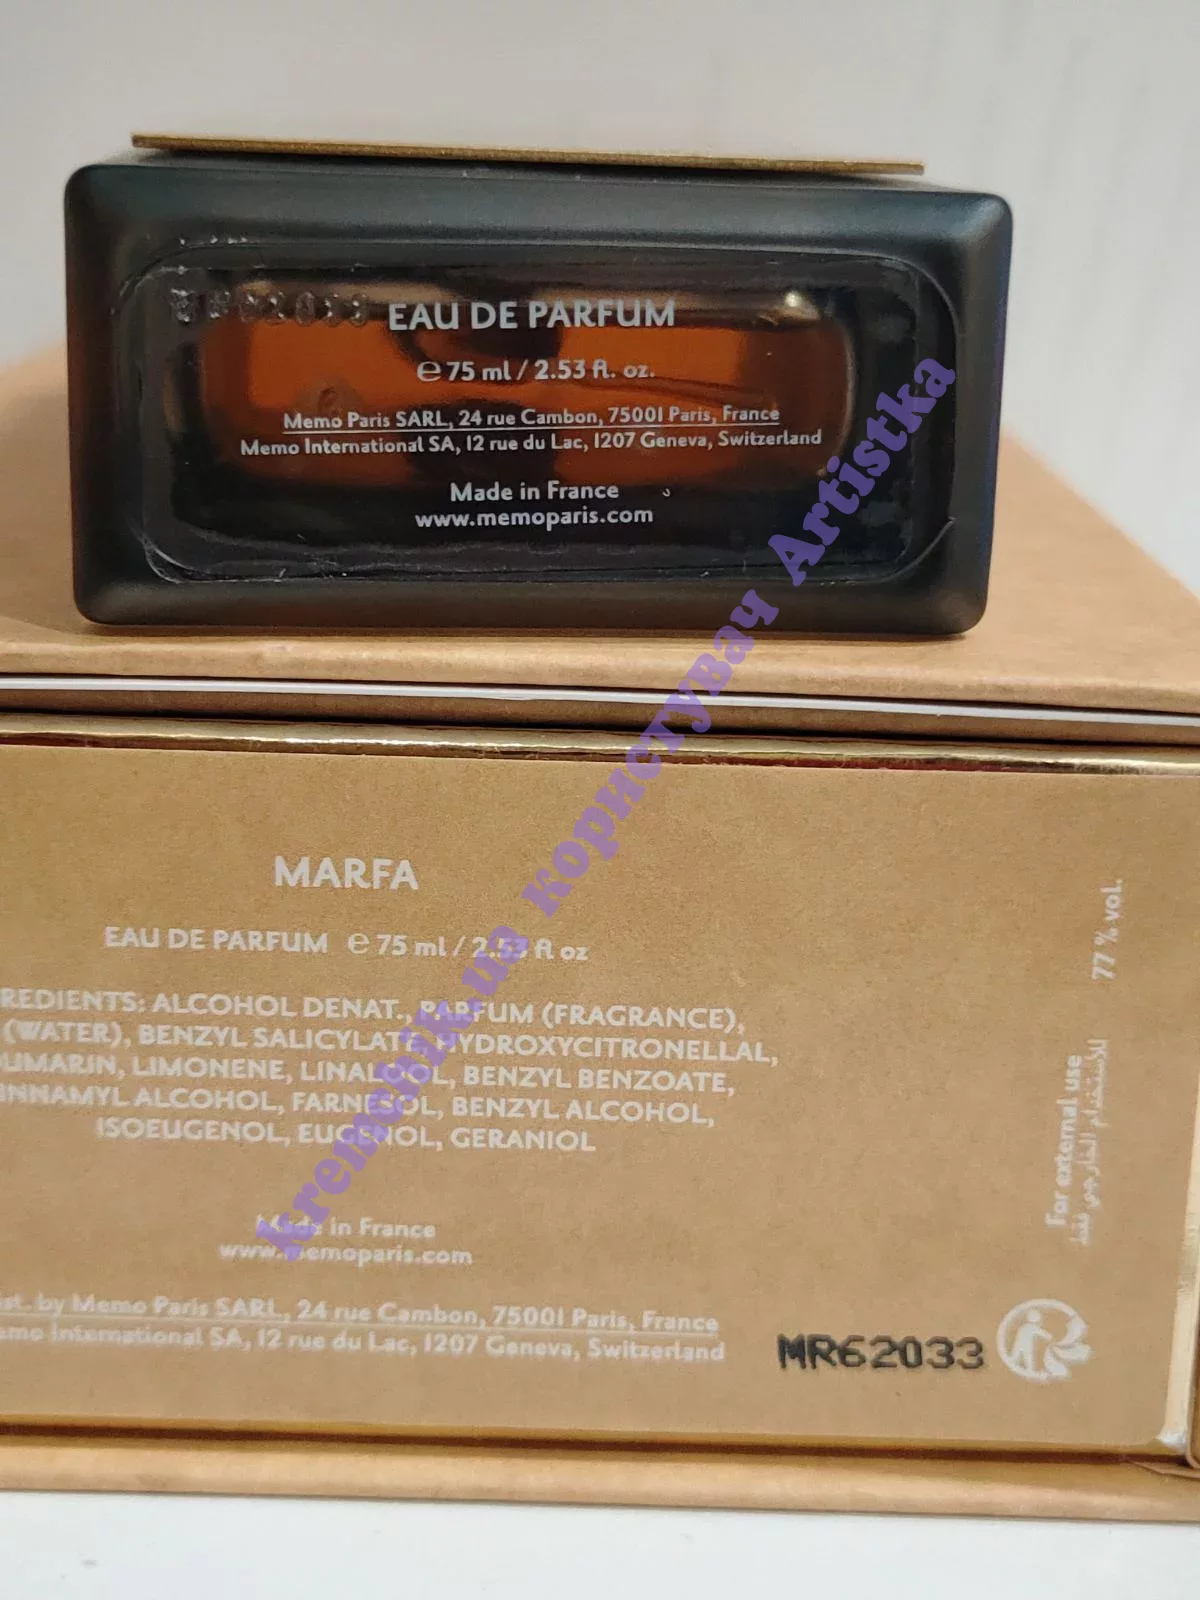 EAU DE PARFUM
℮ 75 ml / 2.53 fl. oz.
Memo Paris SARL, 24 rue Cambon, 75001 Paris, France
Memo International SA, 12 rue du Lac, 1207 Geneva, Switzerland
Made in France
www.memoparis.com
MARFA
EAU DE PARFUM ℮ 75 ml / 2.53 fl oz
REDIENTS: ALCOHOL DENAT., PARFUM (FRAGRANCE),
(WATER), BENZYL SALICYLATE, HYDROXYCITRONELLAL,
UMARIN, LIMONENE, LINALOOL, BENZYL BENZOATE,
INNAMYL ALCOHOL, FARNESOL, BENZYL ALCOHOL,
ISOEUGENOL, EUGENOL, GERANIOL
Made in France
www.memoparis.com
st. by Memo Paris SARL, 24 rue Cambon, 75001 Paris, France
emo International SA, 12 rue du Lac, 1207 Geneva, Switzerland
MR62033
For external use
للاستخدام الخارجي فقط
77 % vol.
kremchik.ua користувач Artistka